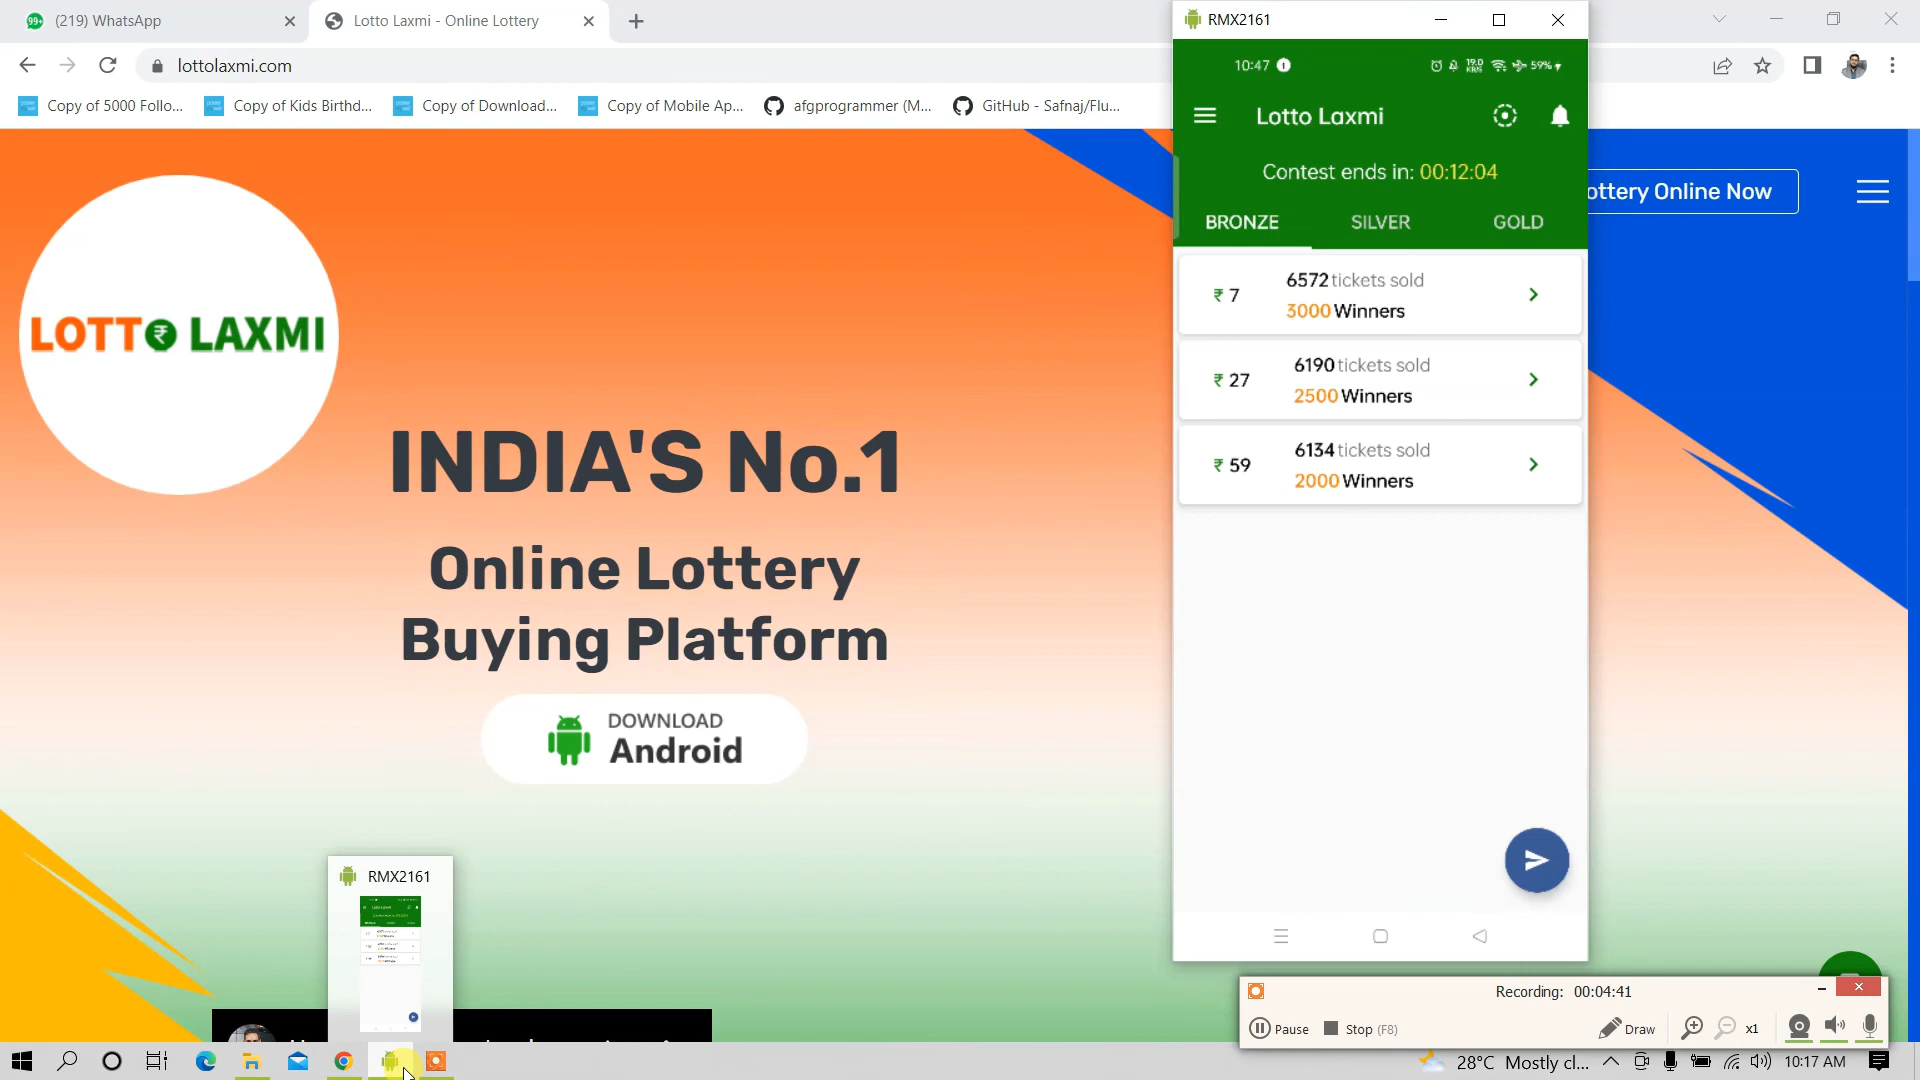 (219) WhatsApp
Lotto Laxmi - Online Lottery
lottolaxmi.com
Copy of 5000 Follo...
Copy of Kids Birthd...
Copy of Download...
Copy of Mobile Ap...
afgprogrammer (M...
GitHub - Safnaj/Flu...
LOTTO LAXMI
INDIA'S No.1
Online Lottery
Buying Platform
DOWNLOAD
Android
ottery Online Now
RMX2161
10:47
59%
Lotto Laxmi
Contest ends in: 00:12:04
BRONZE SILVER GOLD
₹ 7
6572 tickets sold
3000 Winners
₹ 27
6190 tickets sold
2500 Winners
₹ 59
6134 tickets sold
2000 Winners
RMX2161
Recording: 00:04:41
Pause
Stop (F8)
Draw
x1
28°C Mostly cl...
10:17 AM